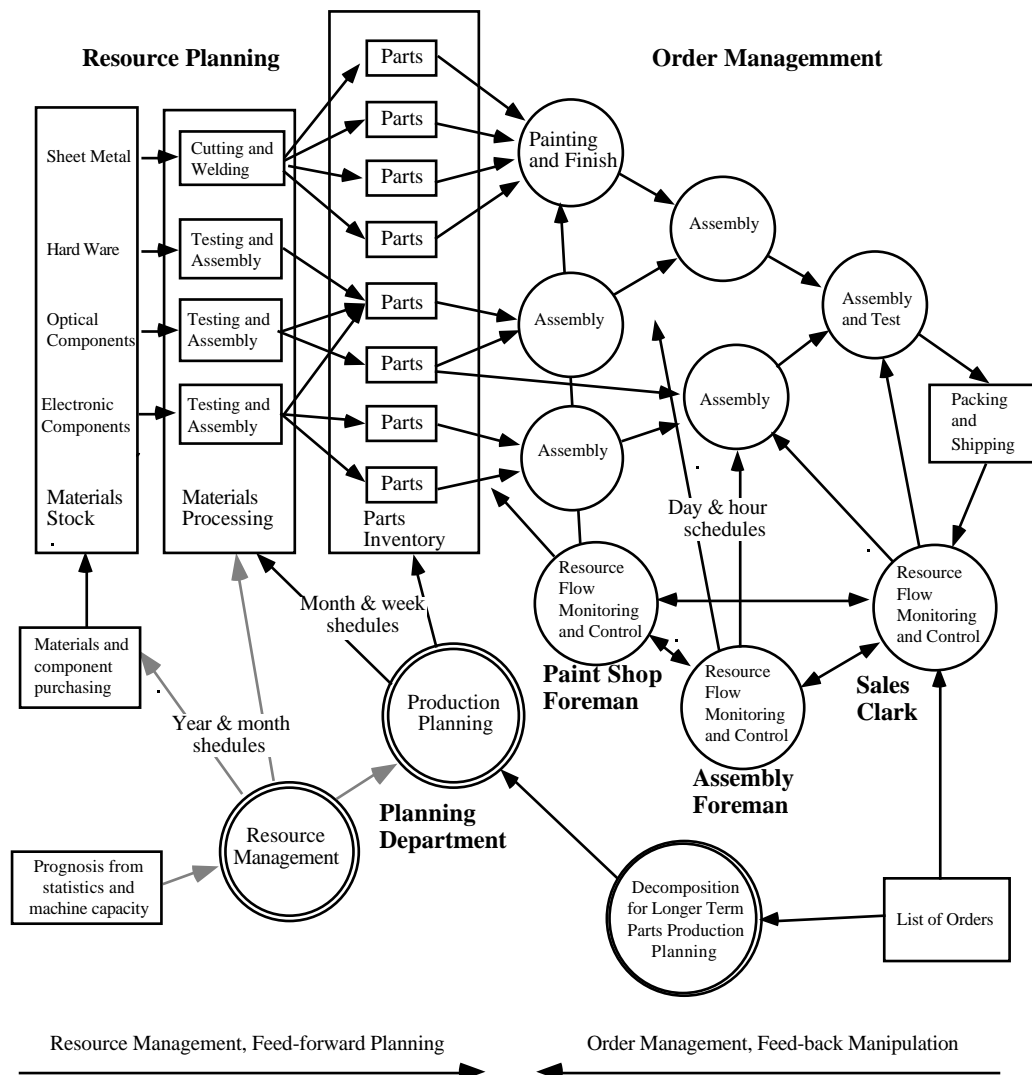 Resource Planning
Order Managemment
Parts
Parts
Parts
Parts
Parts
Parts
Parts
Parts
Sheet Metal
Cutting and
Welding
Painting
and Finish
Hard Ware
Testing and
Assembly
Assembly
Optical
Components
Testing and
Assembly
Assembly
Assembly
and Test
Electronic
Components
Testing and
Assembly
Assembly
Assembly
Packing
and
Shipping
Materials
Stock
Materials
Processing
Parts
Inventory
Day & hour
schedules
Resource
Flow
Monitoring
and Control
Resource
Flow
Monitoring
and Control
Month & week
shedules
Materials and
component
purchasing
Paint Shop
Foreman
Resource
Flow
Monitoring
and Control
Sales
Clark
Production
Planning
Year & month
shedules
Assembly
Foreman
Planning
Department
Resource
Management
Prognosis from
statistics and
machine capacity
Decomposition
for Longer Term
Parts Production
Planning
List of Orders
Resource Management, Feed-forward Planning
Order Management, Feed-back Manipulation